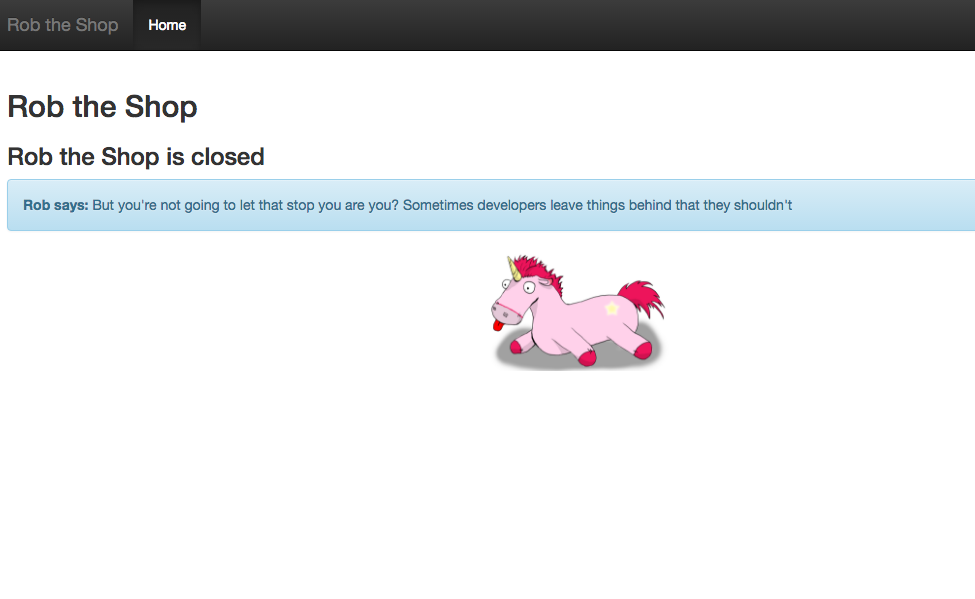 Rob the Shop Home
Rob the Shop
Rob the Shop is closed
Rob says: But you're not going to let that stop you are you? Sometimes developers leave things behind that they shouldn't